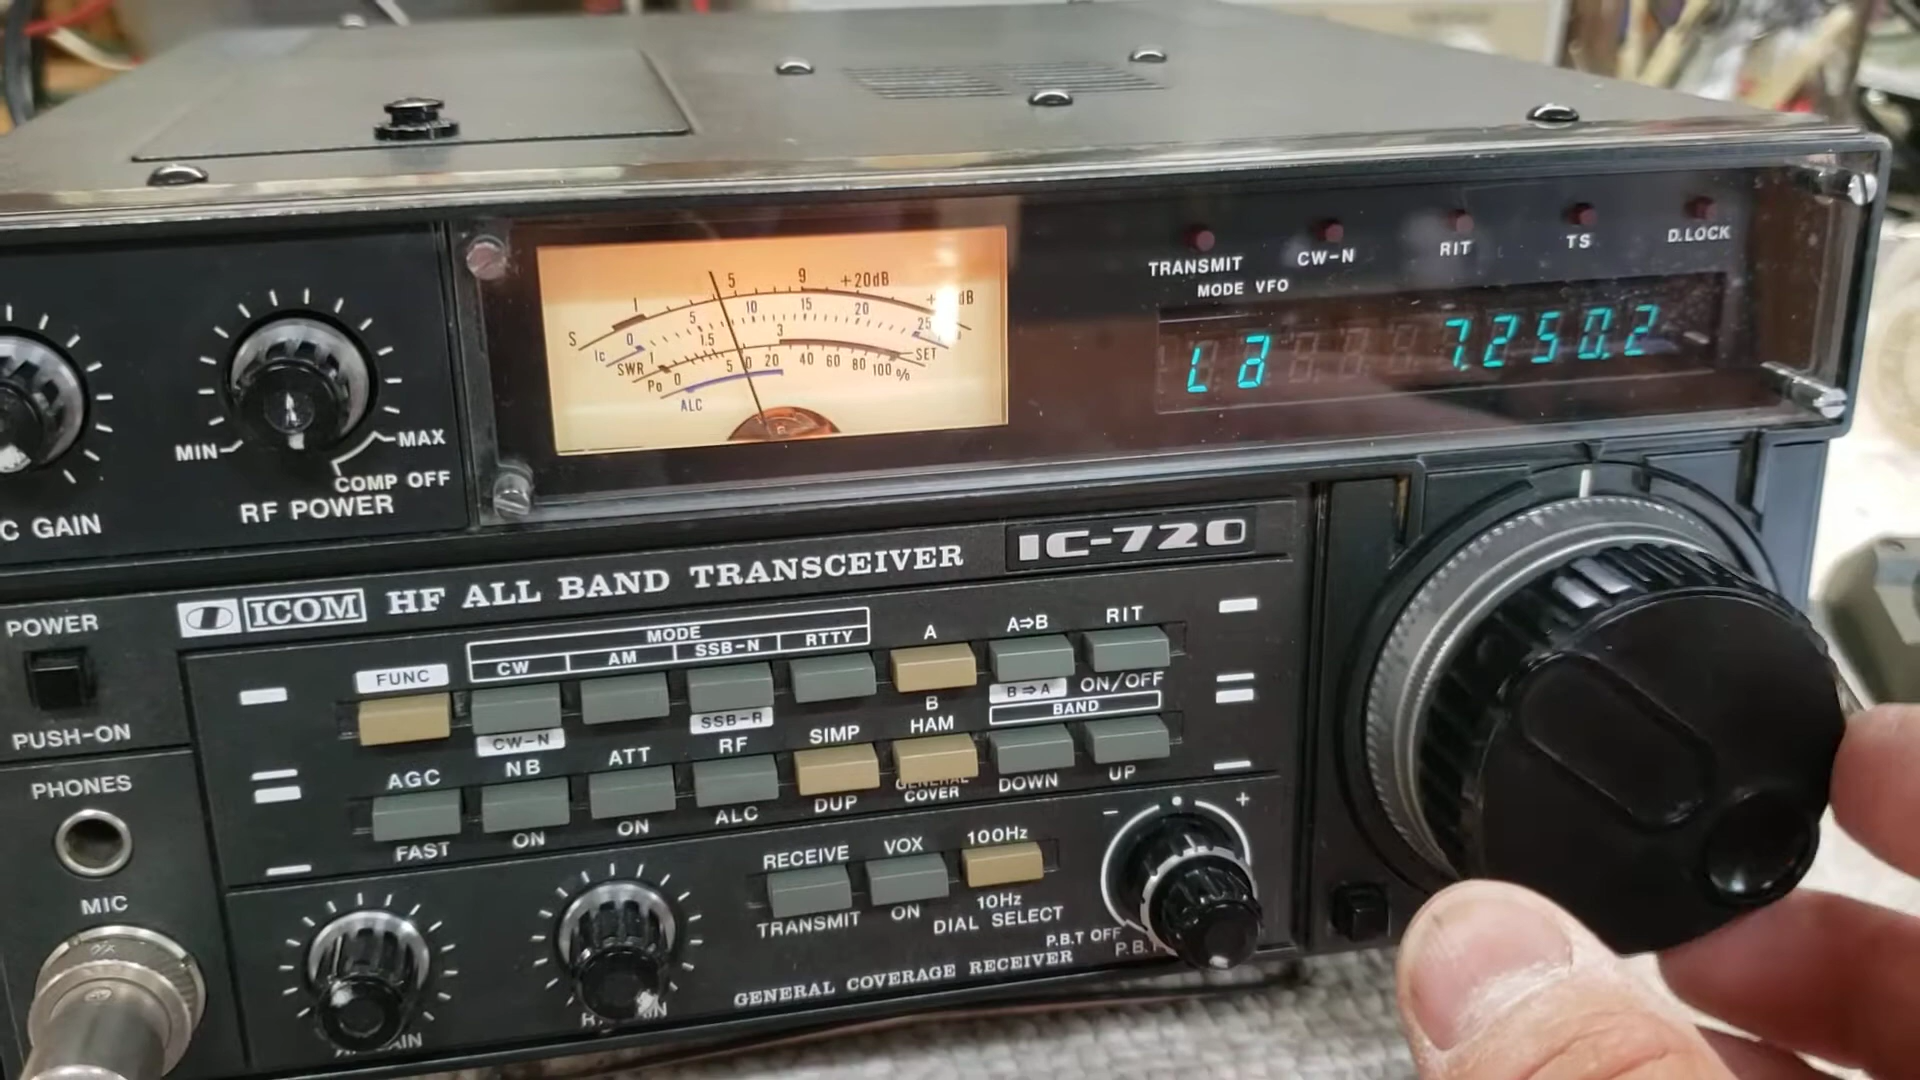 TRANSMIT
CW-N
RIT
TS
D.LOCK
MODE VFO
L a 7.250.2
S 1 5 9 +20dB
Ic 0 5 10 15 20 25
SWR 1 1.5 3 SET
Po 0 5 20 40 60 80 100 %
ALC
MIN
MAX
COMP OFF
RF POWER
C GAIN
IC-720
ICOM HF ALL BAND TRANSCEIVER
POWER
PUSH-ON
MODE
FUNC CW AM SSB-N RTTY A A⇒B RIT
CW-N SSB-R B B⇒A ON/OFF
BAND
AGC NB ATT RF SIMP HAM
FAST ON ON ALC DUP GENERAL COVER DOWN UP
PHONES
MIC
RECEIVE VOX 100Hz
TRANSMIT ON 10Hz
DIAL SELECT
- +
P.B.T OFF
P.B.T
GENERAL COVERAGE RECEIVER